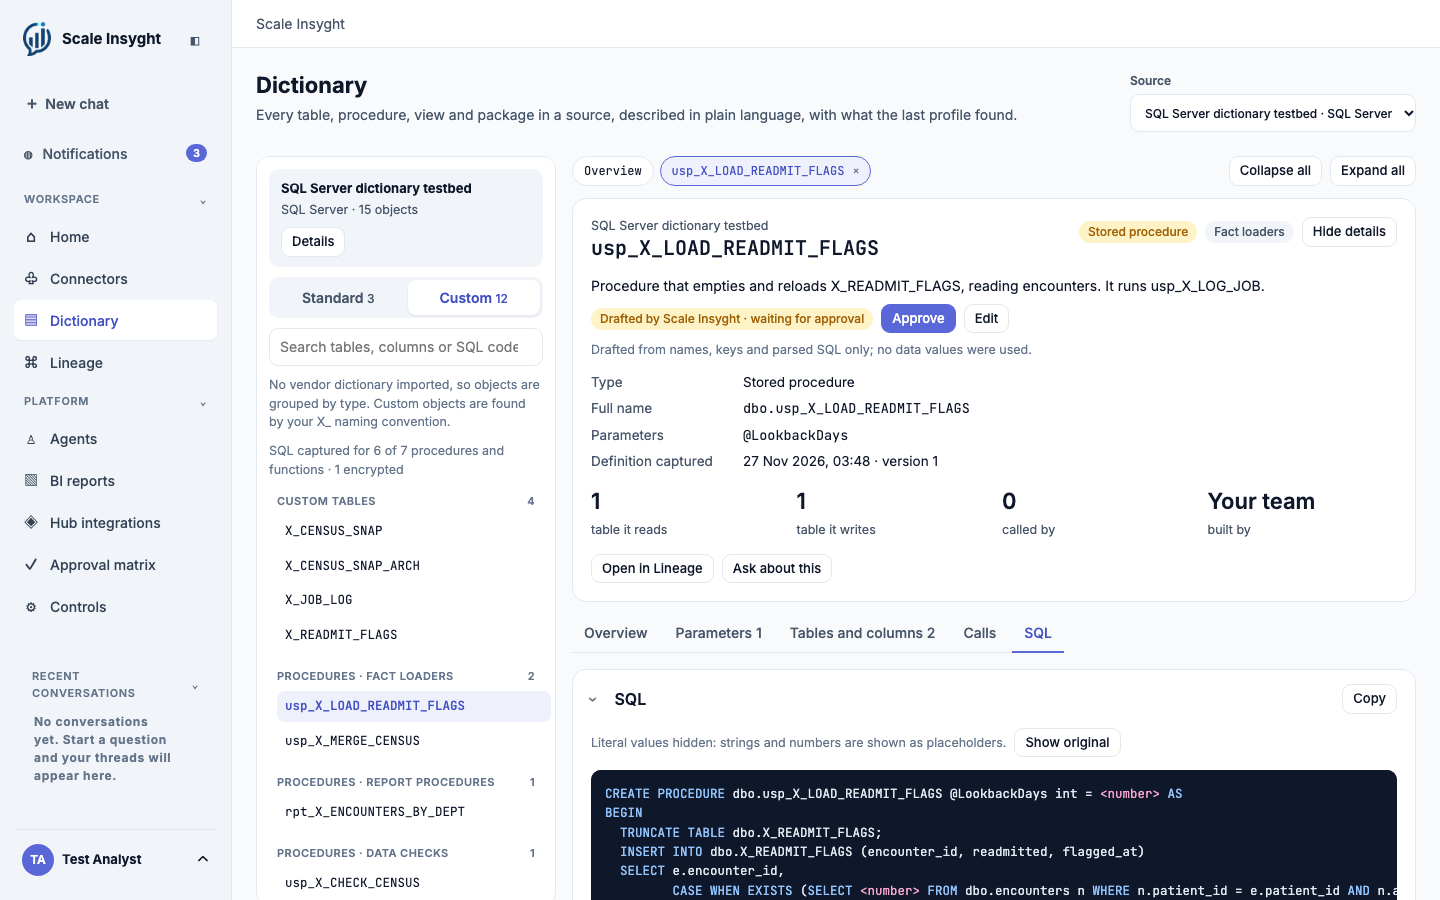 Scale Insyght
+ New chat
Notifications
3
WORKSPACE
Home
Connectors
Dictionary
Lineage
PLATFORM
Agents
BI reports
Hub integrations
Approval matrix
Controls
RECENT
CONVERSATIONS
No conversations
yet. Start a question
and your threads will
appear here.
TA
Test Analyst
Scale Insyght
Dictionary
Every table, procedure, view and package in a source, described in plain language, with what the last profile found.
Source
SQL Server dictionary testbed · SQL Server
SQL Server dictionary testbed
SQL Server · 15 objects
Details
Standard 3
Custom 12
Search tables, columns or SQL code
No vendor dictionary imported, so objects are
grouped by type. Custom objects are found
by your X_ naming convention.
SQL captured for 6 of 7 procedures and
functions · 1 encrypted
CUSTOM TABLES 4
X_CENSUS_SNAP
X_CENSUS_SNAP_ARCH
X_JOB_LOG
X_READMIT_FLAGS
PROCEDURES · FACT LOADERS 2
usp_X_LOAD_READMIT_FLAGS
usp_X_MERGE_CENSUS
PROCEDURES · REPORT PROCEDURES 1
rpt_X_ENCOUNTERS_BY_DEPT
PROCEDURES · DATA CHECKS 1
usp_X_CHECK_CENSUS
Overview
usp_X_LOAD_READMIT_FLAGS ×
Collapse all
Expand all
SQL Server dictionary testbed
usp_X_LOAD_READMIT_FLAGS
Stored procedure
Fact loaders
Hide details
Procedure that empties and reloads X_READMIT_FLAGS, reading encounters. It runs usp_X_LOG_JOB.
Drafted by Scale Insyght · waiting for approval
Approve
Edit
Drafted from names, keys and parsed SQL only; no data values were used.
Type Stored procedure
Full name dbo.usp_X_LOAD_READMIT_FLAGS
Parameters @LookbackDays
Definition captured 27 Nov 2026, 03:48 · version 1
1
table it reads
1
table it writes
0
called by
Your team
built by
Open in Lineage
Ask about this
Overview
Parameters 1
Tables and columns 2
Calls
SQL
SQL
Copy
Literal values hidden: strings and numbers are shown as placeholders.
Show original
CREATE PROCEDURE dbo.usp_X_LOAD_READMIT_FLAGS @LookbackDays int = <number> AS
BEGIN
TRUNCATE TABLE dbo.X_READMIT_FLAGS;
INSERT INTO dbo.X_READMIT_FLAGS (encounter_id, readmitted, flagged_at)
SELECT e.encounter_id,
CASE WHEN EXISTS (SELECT <number> FROM dbo.encounters n WHERE n.patient_id = e.patient_id AND